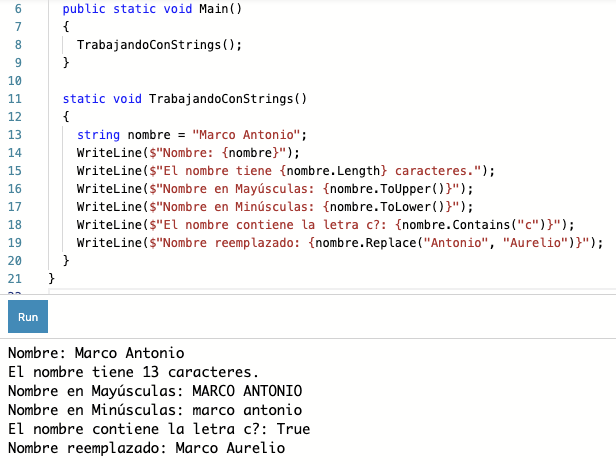 6 public static void Main()
7 {
8 TrabajandoConStrings();
9 }
10
11 static void TrabajandoConStrings()
12 {
13 string nombre = "Marco Antonio";
14 WriteLine($"Nombre: {nombre}");
15 WriteLine($"El nombre tiene {nombre.Length} caracteres.");
16 WriteLine($"Nombre en Mayúsculas: {nombre.ToUpper()}");
17 WriteLine($"Nombre en Minúsculas: {nombre.ToLower()}");
18 WriteLine($"El nombre contiene la letra c?: {nombre.Contains("c")}");
19 WriteLine($"Nombre reemplazado: {nombre.Replace("Antonio", "Aurelio")}");
20 }
21 }
Run
Nombre: Marco Antonio
El nombre tiene 13 caracteres.
Nombre en Mayúsculas: MARCO ANTONIO
Nombre en Minúsculas: marco antonio
El nombre contiene la letra c?: True
Nombre reemplazado: Marco Aurelio